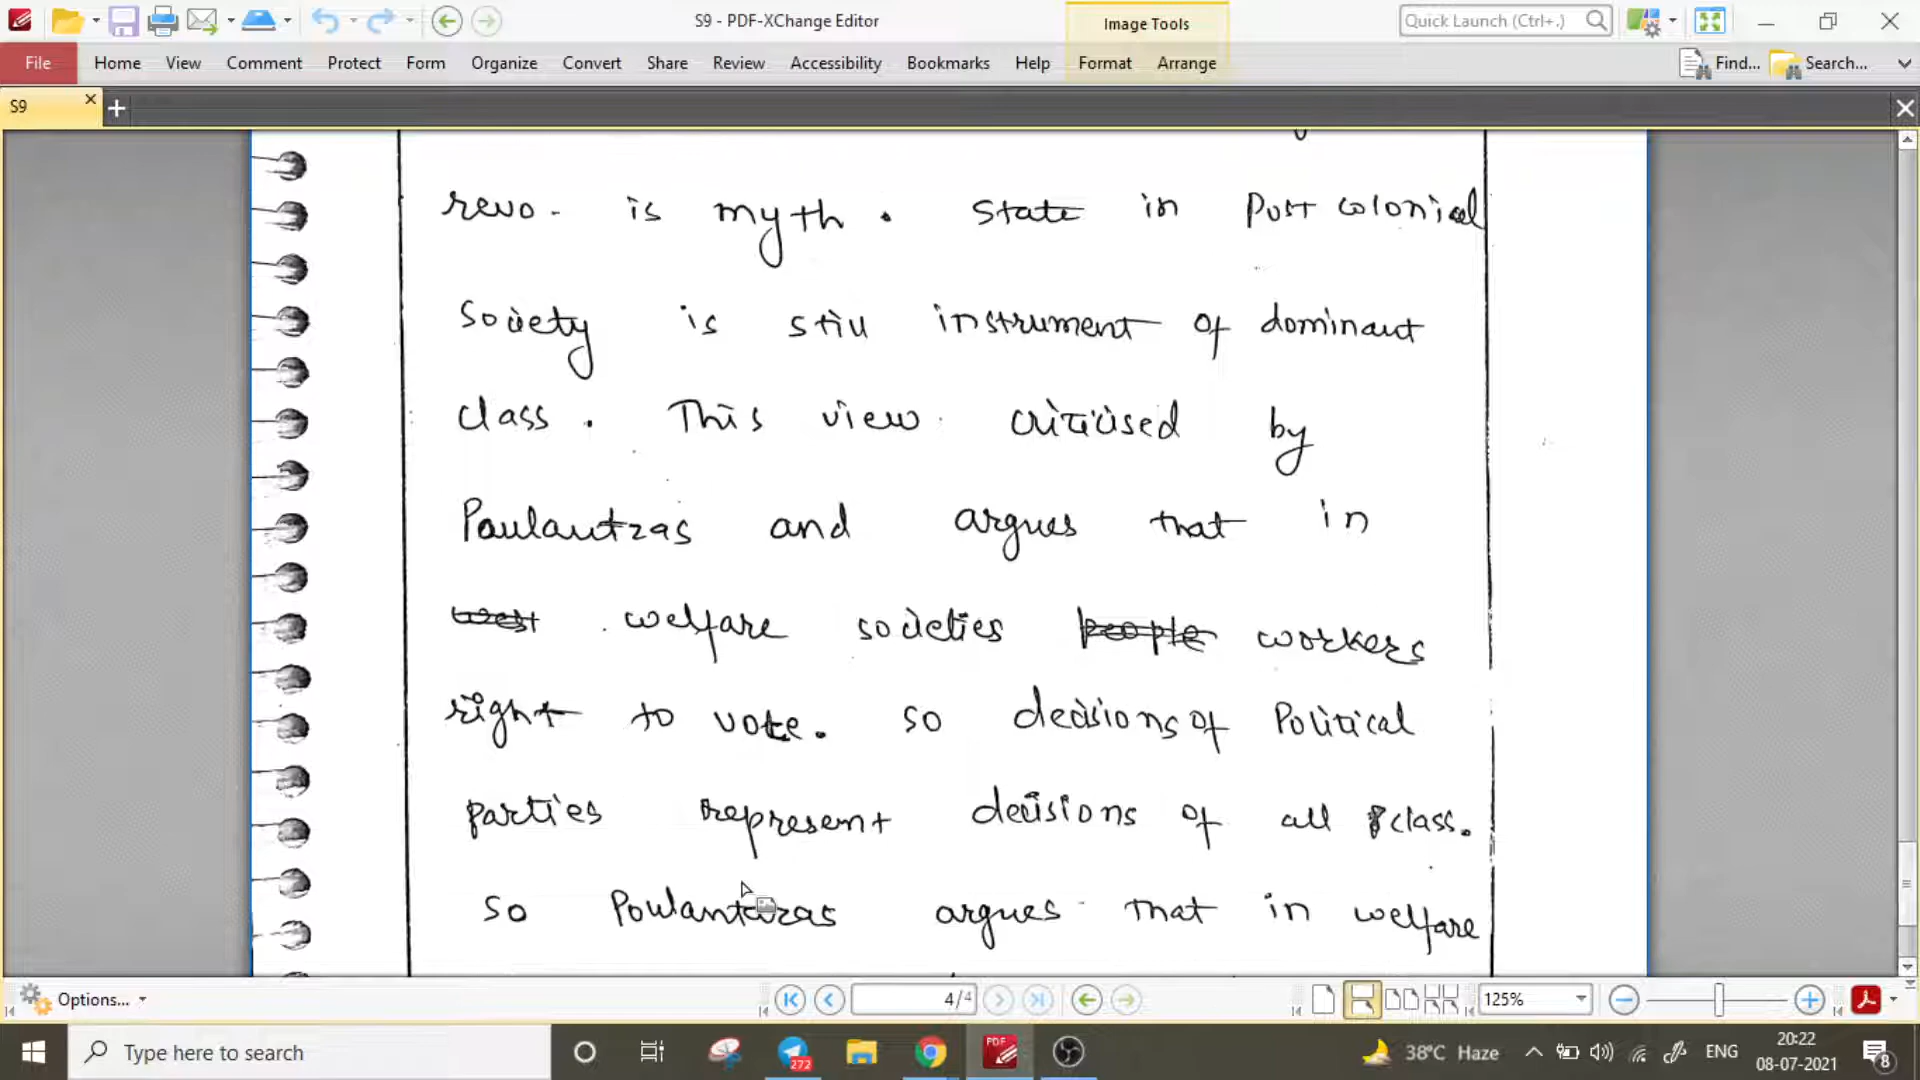 S9 - PDF-XChange Editor
Image Tools
Quick Launch (Ctrl+.)
File Home View Comment Protect Form Organize Convert Share Review Accessibility Bookmarks Help Format Arrange Find... Search...
S9
revo. is myth. State in Post colonial
Society is still instrument of dominant
class. This view criticised by
Poulantzas and argues that in
welfare societies people workers
right to vote. so decisions of Political
parties represent decisions of all class.
so Poulantzas argues that in welfare
Options... 4/4 125%
Type here to search
272
38°C Haze
ENG
20:22
08-07-2021
8